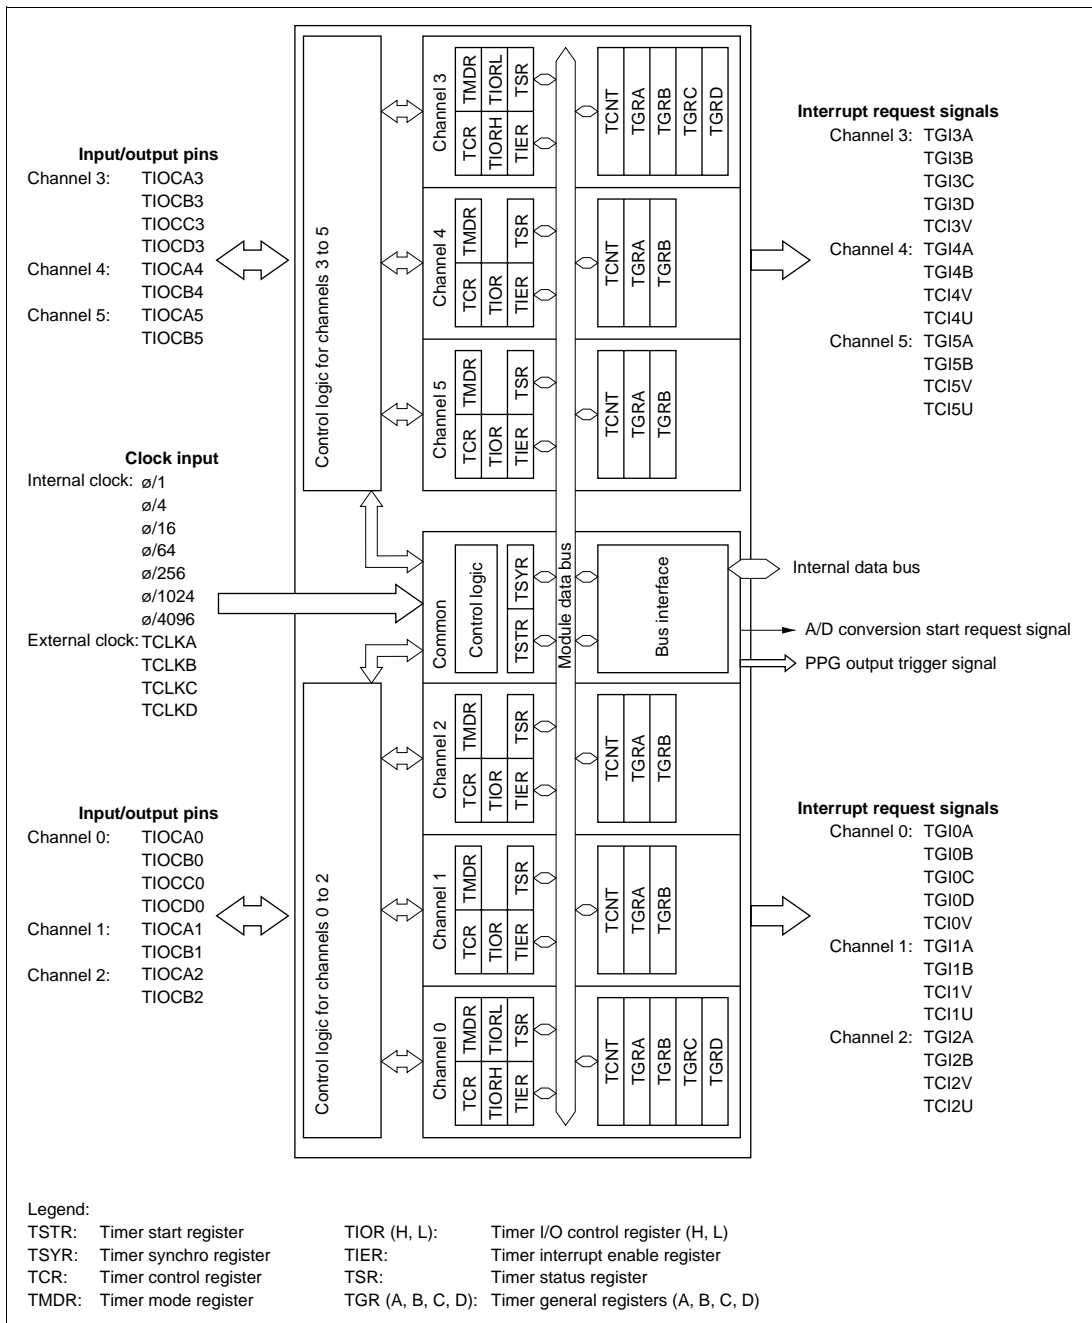 Input/output pins
Channel 3: TIOCA3
TIOCB3
TIOCC3
TIOCD3
Channel 4: TIOCA4
TIOCB4
Channel 5: TIOCA5
TIOCB5
Clock input
Internal clock: ø/1
ø/4
ø/16
ø/64
ø/256
ø/1024
ø/4096
External clock: TCLKA
TCLKB
TCLKC
TCLKD
Input/output pins
Channel 0: TIOCA0
TIOCB0
TIOCC0
TIOCD0
Channel 1: TIOCA1
TIOCB1
Channel 2: TIOCA2
TIOCB2
Control logic for channels 3 to 5
Control logic for channels 0 to 2
Channel 3
TCR TMDR
TIORH TIORL
TIER TSR
TCNT
TGRA
TGRB
TGRC
TGRD
Channel 4
TCR TMDR
TIOR
TIER TSR
TCNT
TGRA
TGRB
Channel 5
TCR TMDR
TIOR
TIER TSR
TCNT
TGRA
TGRB
Common
Control logic
TSTR TSYR
Module data bus
Bus interface
Channel 2
TCR TMDR
TIOR
TIER TSR
TCNT
TGRA
TGRB
Channel 1
TCR TMDR
TIOR
TIER TSR
TCNT
TGRA
TGRB
Channel 0
TCR TMDR
TIORH TIORL
TIER TSR
TCNT
TGRA
TGRB
TGRC
TGRD
Interrupt request signals
Channel 3: TGI3A
TGI3B
TGI3C
TGI3D
TCI3V
Channel 4: TGI4A
TGI4B
TCI4V
TCI4U
Channel 5: TGI5A
TGI5B
TCI5V
TCI5U
Internal data bus
A/D conversion start request signal
PPG output trigger signal
Interrupt request signals
Channel 0: TGI0A
TGI0B
TGI0C
TGI0D
TCI0V
Channel 1: TGI1A
TGI1B
TCI1V
TCI1U
Channel 2: TGI2A
TGI2B
TCI2V
TCI2U
Legend:
TSTR: Timer start register
TSYR: Timer synchro register
TCR: Timer control register
TMDR: Timer mode register
TIOR (H, L): Timer I/O control register (H, L)
TIER: Timer interrupt enable register
TSR: Timer status register
TGR (A, B, C, D): Timer general registers (A, B, C, D)